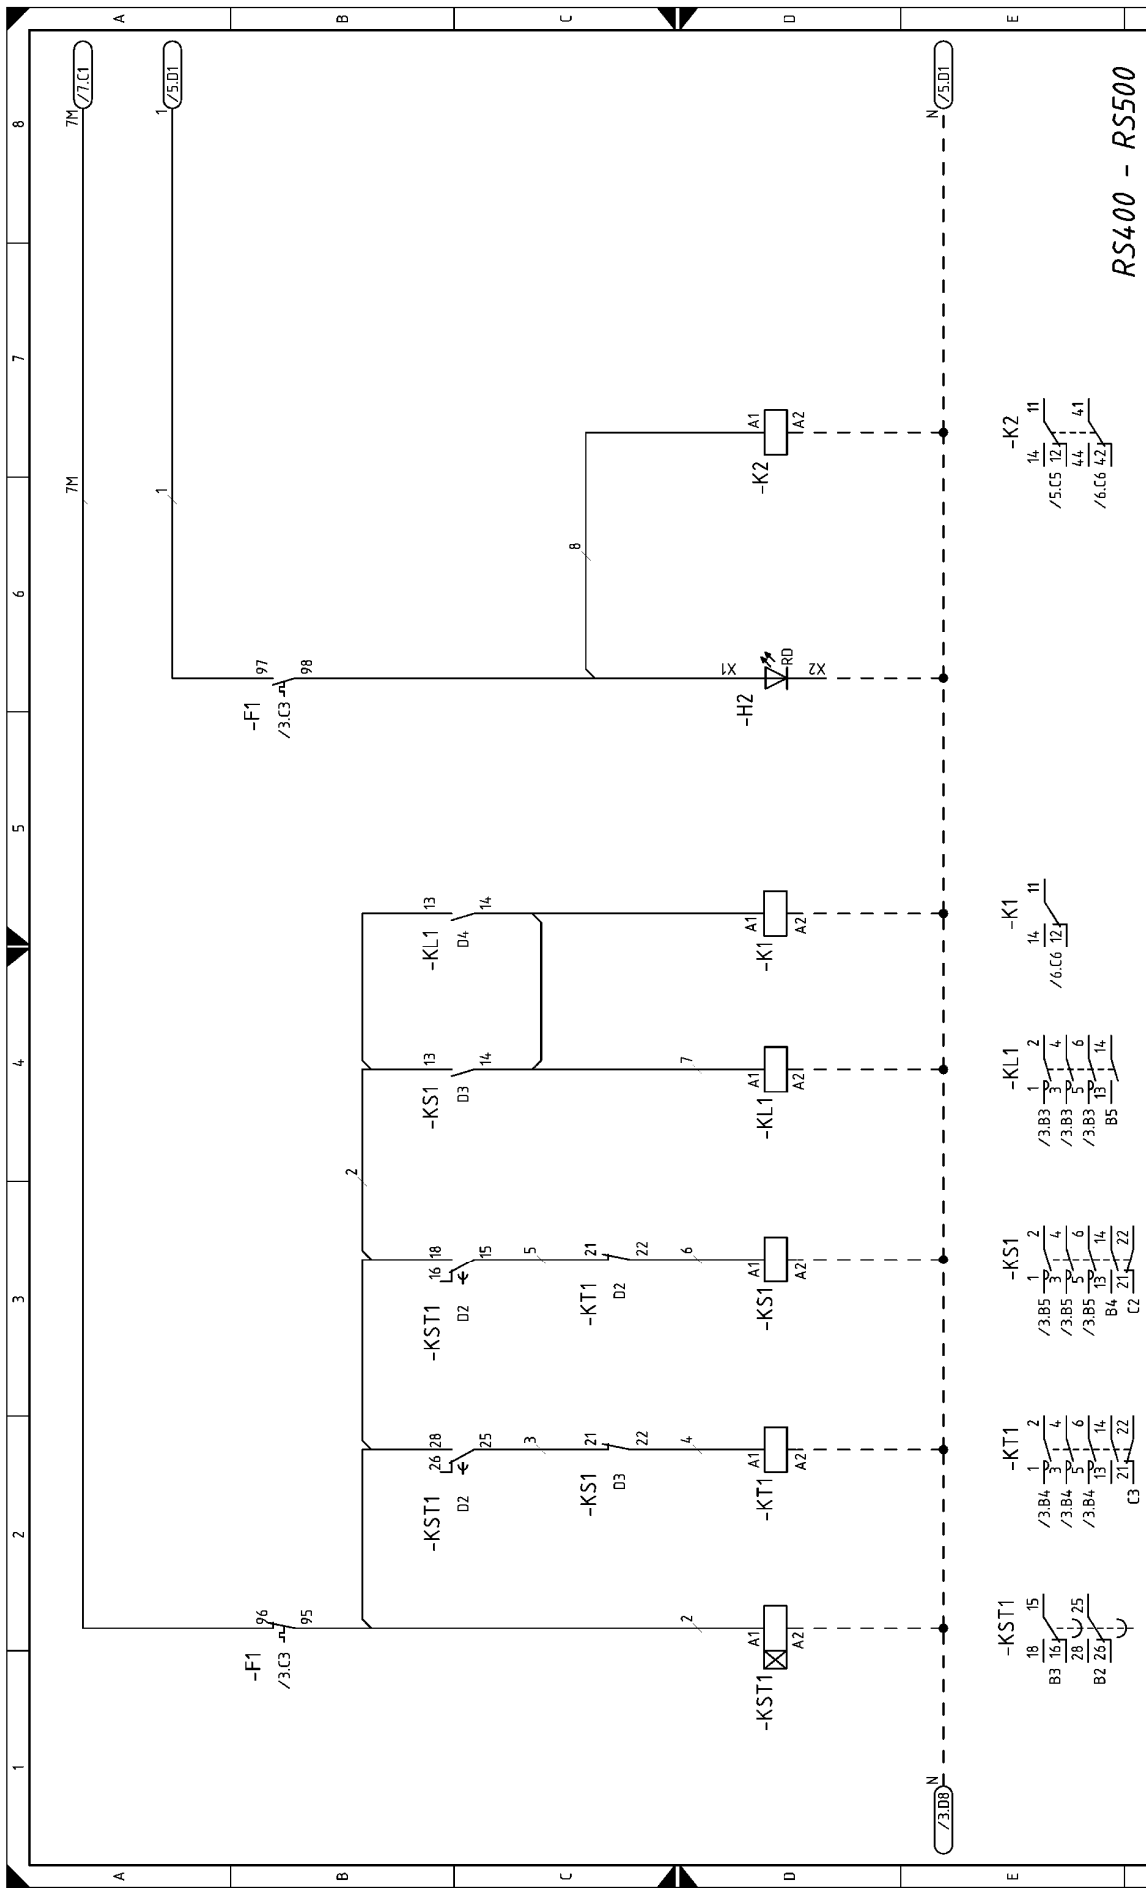 1
2
3
4
5
6
7
8
A
A
B
B
C
C
D
D
E
E
7M
7M
/7.C1
1
1
/5.D1
-F1
/3.C3
96
95
-F1
/3.C3
97
98
2
-KST1
D2
26
28
25
-KST1
D2
16
18
15
-KS1
D3
13
14
-KL1
D4
13
14
3
5
8
-KS1
D3
21
22
-KT1
D2
21
22
2
4
6
7
-KST1
A1
A2
-KT1
A1
A2
-KS1
A1
A2
-KL1
A1
A2
-K1
A1
A2
-H2
X1
RD
X2
-K2
A1
A2
/3.D8
N
N
/5.D1
-KST1
18 15
B3 16
28 25
B2 26
-KT1
/3.B4 1 2
/3.B4 3 4
/3.B4 5 6
13 14
C3 21 22
-KS1
/3.B5 1 2
/3.B5 3 4
/3.B5 5 6
B4 13 14
C2 21 22
-KL1
/3.B3 1 2
/3.B3 3 4
/3.B3 5 6
B5 13 14
-K1
14 11
/6.C6 12
-K2
14 11
/5.C5 12
44 41
/6.C6 42
RS400 - RS500